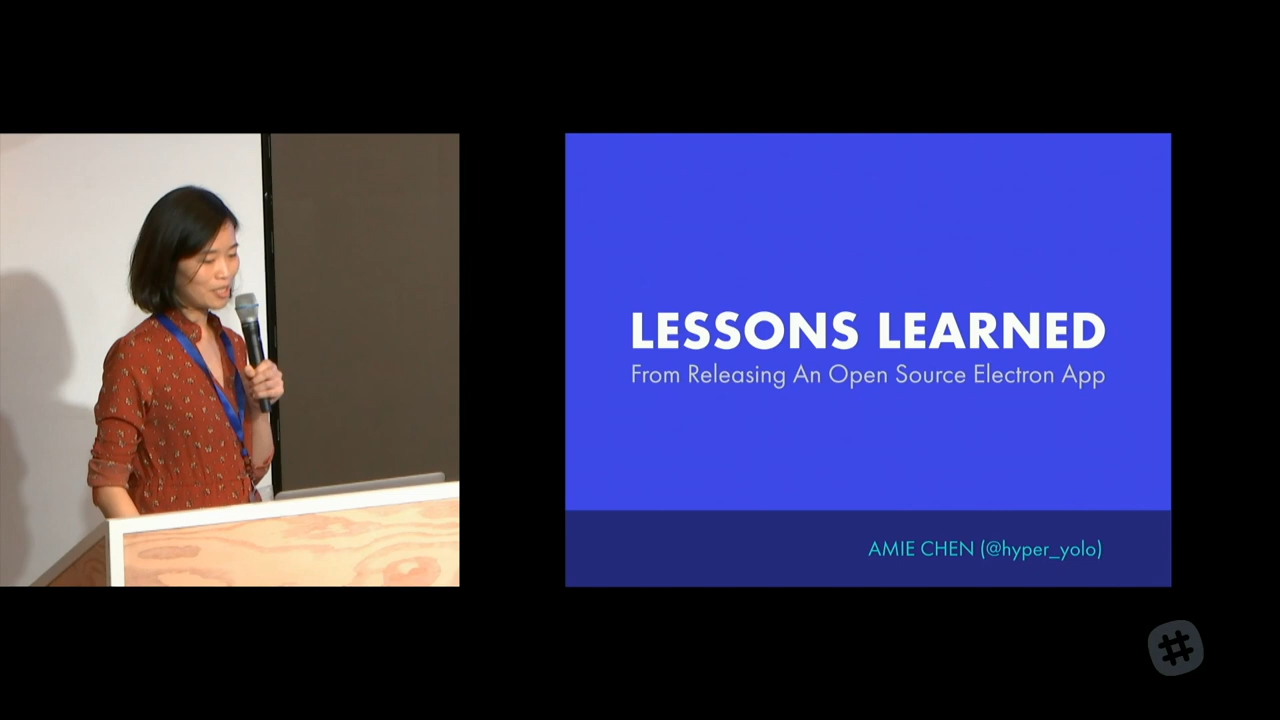 LESSONS LEARNED
From Releasing An Open Source Electron App
AMIE CHEN (@hyper_yolo)